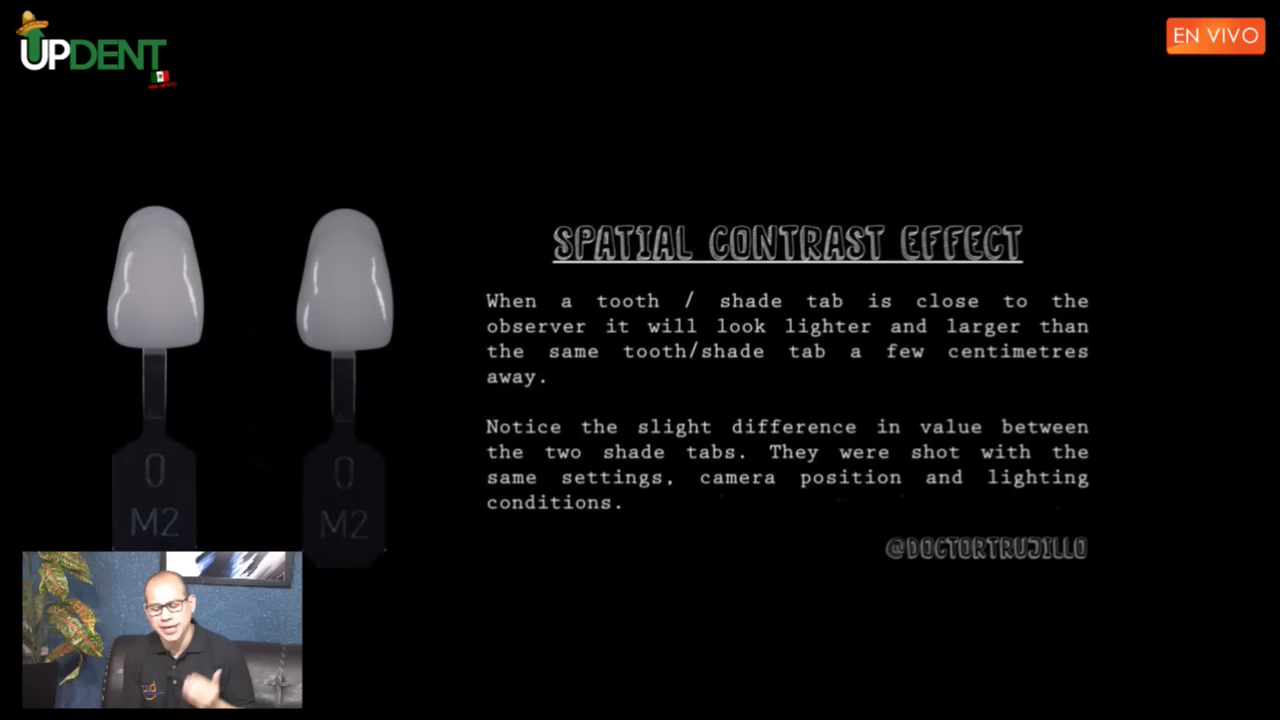 UPDENT
EN VIVO
SPATIAL CONTRAST EFFECT
When a tooth / shade tab is close to the
observer it will look lighter and larger than
the same tooth/shade tab a few centimetres
away.
Notice the slight difference in value between
the two shade tabs. They were shot with the
same settings, camera position and lighting
conditions.
@DOCTORTRUJILLO
0
M2
0
M2